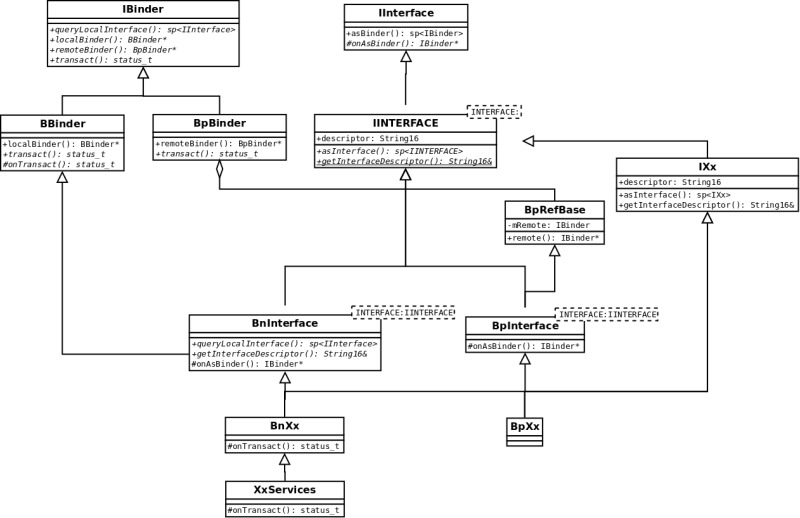 IBinder
+queryLocalInterface(): sp<IInterface>
+localBinder(): BBinder*
+remoteBinder(): BpBinder*
+transact(): status_t
IInterface
+asBinder(): sp<IBinder>
#onAsBinder(): IBinder*
BBinder
+localBinder(): BBinder*
+transact(): status_t
#onTransact(): status_t
BpBinder
+remoteBinder(): BpBinder*
+transact(): status_t
INTERFACE:
IINTERFACE
+descriptor: String16
+asInterface(): sp<IINTERFACE>
+getInterfaceDescriptor(): String16&
IXx
+descriptor: String16
+asInterface(): sp<IXx>
+getInterfaceDescriptor(): String16&
BpRefBase
-mRemote: IBinder
+remote(): IBinder*
INTERFACE:IINTERFACE
BnInterface
+queryLocalInterface(): sp<IInterface>
+getInterfaceDescriptor(): String16&
#onAsBinder(): IBinder*
INTERFACE:IINTERFACE
BpInterface
#onAsBinder(): IBinder*
BnXx
#onTransact(): status_t
BpXx
XxServices
#onTransact(): status_t